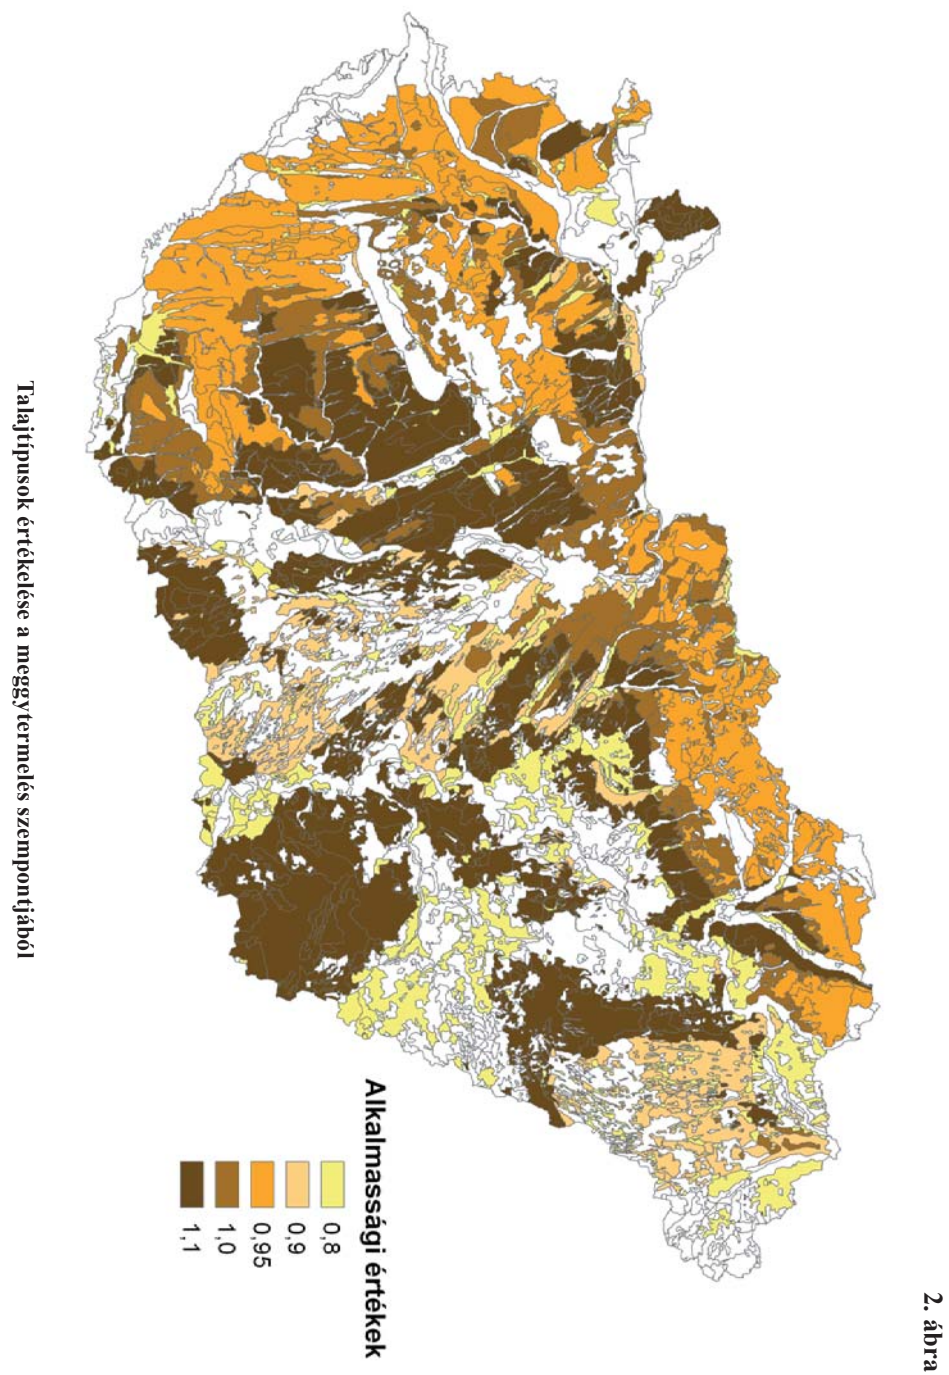 2. ábra
Alkalmassági értékek
0,8
0,9
0,95
1,0
1,1
Talajtípusok értékelése a meggytermelés szempontjából